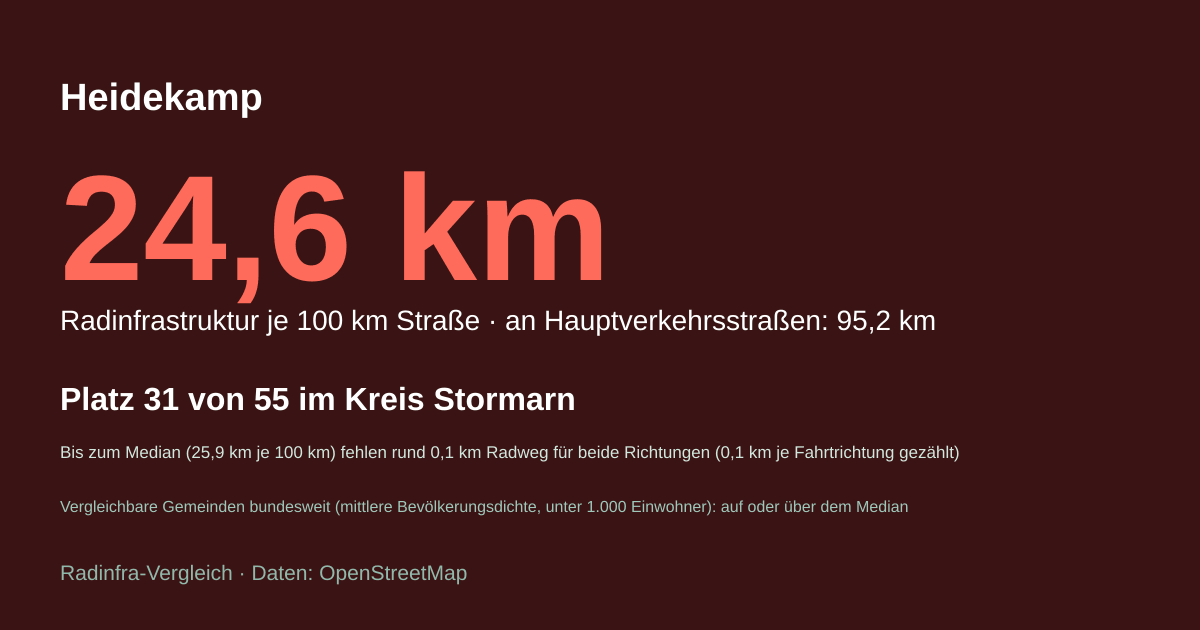 Heidekamp
24,6 km
Radinfrastruktur je 100 km Straße · an Hauptverkehrsstraßen: 95,2 km
Platz 31 von 55 im Kreis Stormarn
Bis zum Median (25,9 km je 100 km) fehlen rund 0,1 km Radweg für beide Richtungen (0,1 km je Fahrtrichtung gezählt)
Vergleichbare Gemeinden bundesweit (mittlere Bevölkerungsdichte, unter 1.000 Einwohner): auf oder über dem Median
Radinfra-Vergleich · Daten: OpenStreetMap